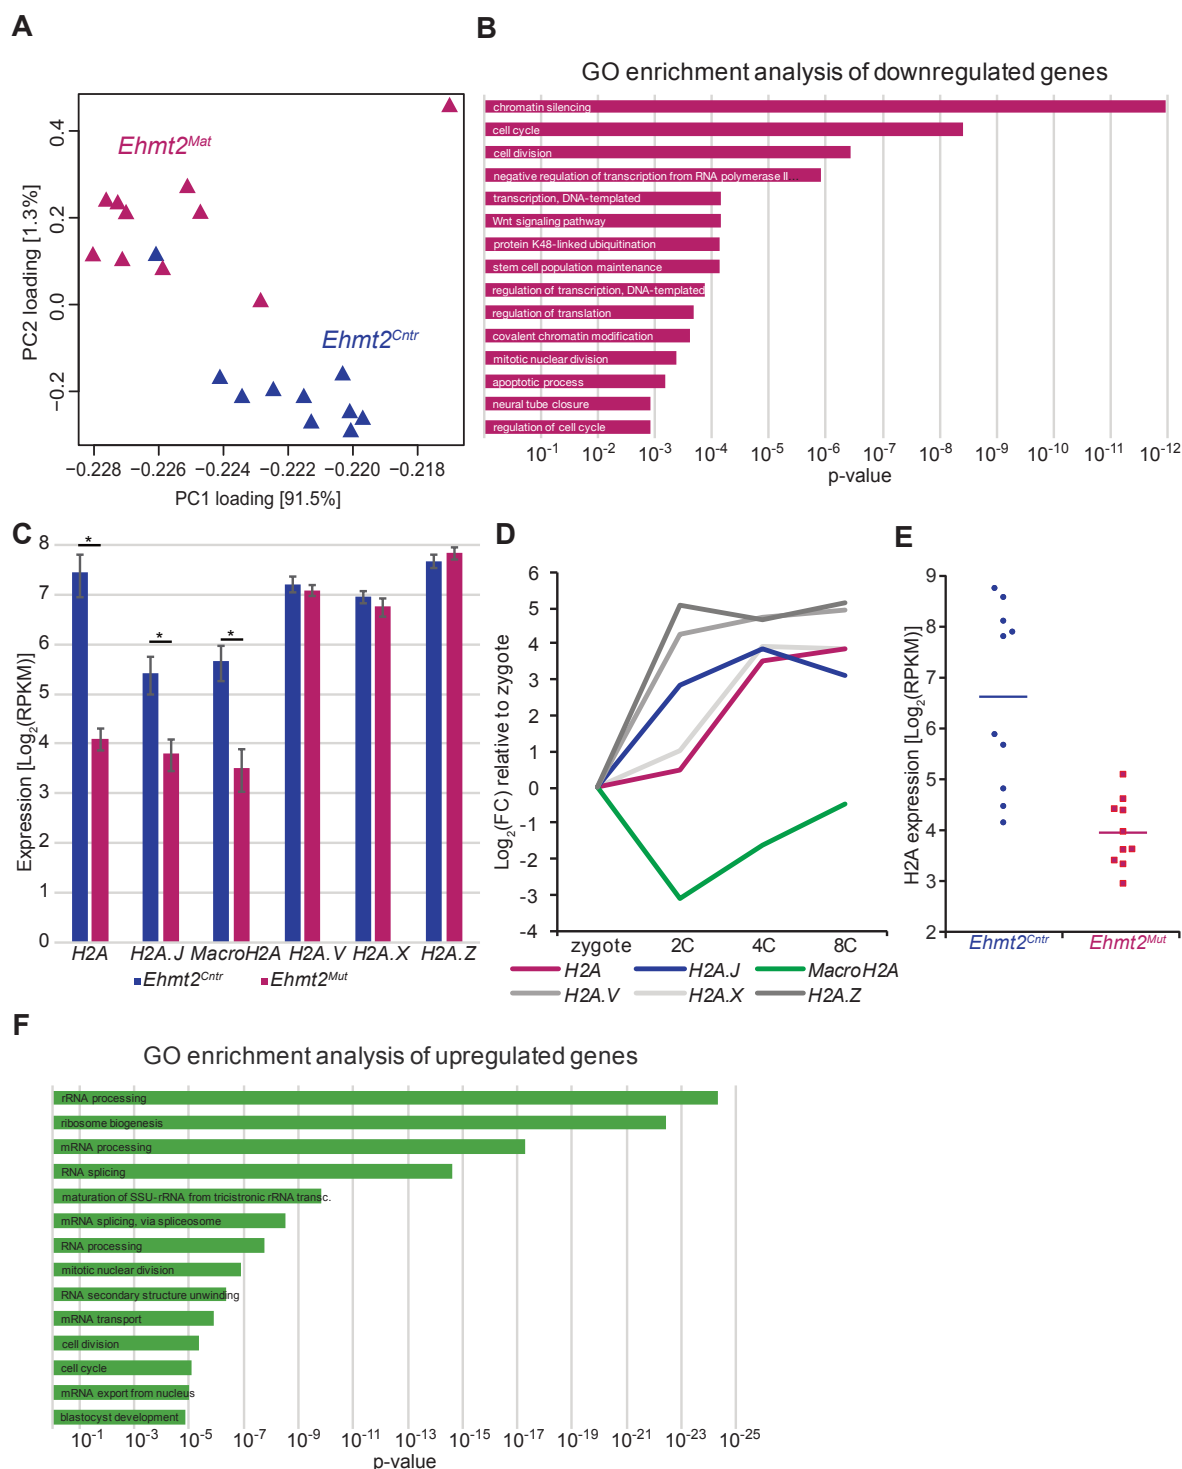 A
Ehmt2Mat
Ehmt2Cntr
PC2 loading [1.3%]
0.4
0.2
0.0
−0.2
−0.228 −0.226 −0.224 −0.222 −0.220 −0.218
PC1 loading [91.5%]
B
GO enrichment analysis of downregulated genes
chromatin silencing
cell cycle
cell division
negative regulation of transcription from RNA polymerase II...
transcription, DNA-templated
Wnt signaling pathway
protein K48-linked ubiquitination
stem cell population maintenance
regulation of transcription, DNA-templated
regulation of translation
covalent chromatin modification
mitotic nuclear division
apoptotic process
neural tube closure
regulation of cell cycle
10-1 10-2 10-3 10-4 10-5 10-6 10-7 10-8 10-9 10-10 10-11 10-12
p-value
C
Expression [Log2(RPKM)]
8
7
6
5
4
3
2
1
0
* * *
H2A H2A.J MacroH2A H2A.V H2A.X H2A.Z
Ehmt2Cntr Ehmt2Mut
D
Log2(FC) relative to zygote
6
5
4
3
2
1
0
-1
-2
-3
-4
zygote 2C 4C 8C
H2A H2A.J MacroH2A
H2A.V H2A.X H2A.Z
E
H2A expression [Log2(RPKM)]
9
8
7
6
5
4
3
2
Ehmt2Cntr Ehmt2Mut
F
GO enrichment analysis of upregulated genes
rRNA processing
ribosome biogenesis
mRNA processing
RNA splicing
maturation of SSU-rRNA from tricistronic rRNA transc.
mRNA splicing, via spliceosome
RNA processing
mitotic nuclear division
RNA secondary structure unwinding
mRNA transport
cell division
cell cycle
mRNA export from nucleus
blastocyst development
10-1 10-5 10-5 10-7 10-9 10-11 10-13 10-15 10-17 10-19 10-21 10-23 10-25
p-value